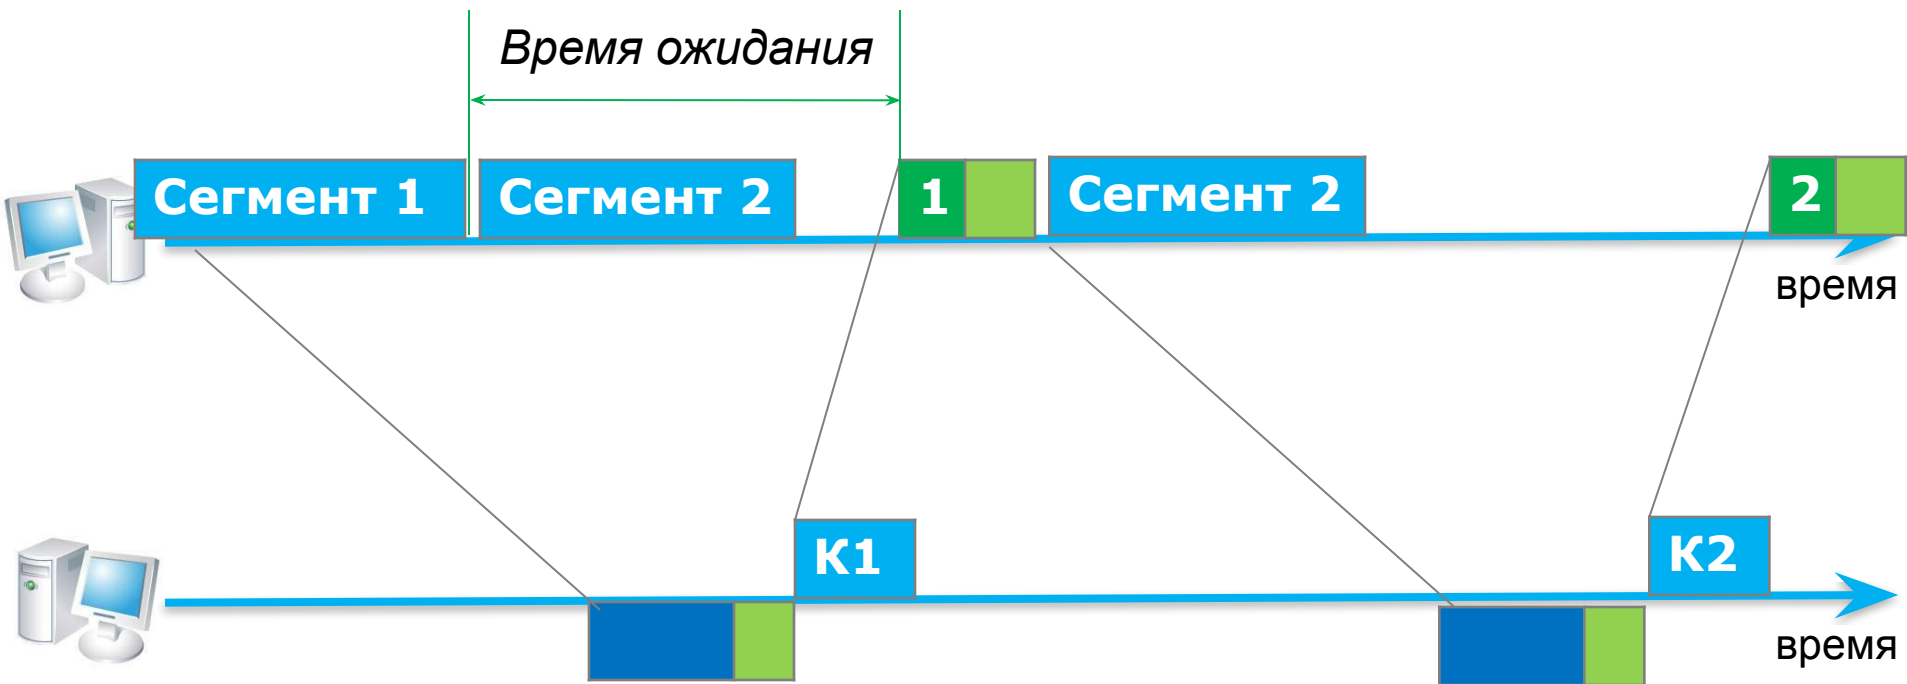 Время ожидания
Сегмент 1
Сегмент 2
1
Сегмент 2
2
время
К1
К2
время